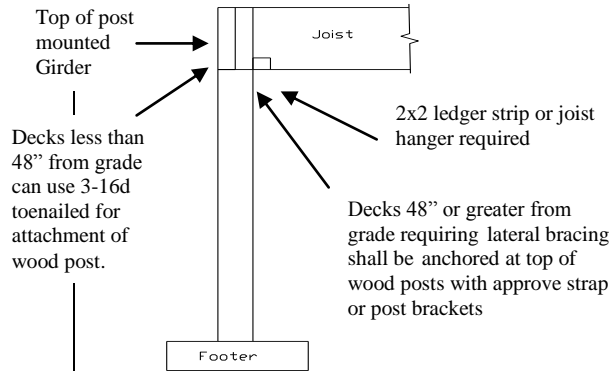 Top of post
mounted
Girder
Joist
Decks less than
48” from grade
can use 3-16d
toenailed for
attachment of
wood post.
2x2 ledger strip or joist
hanger required
Decks 48” or greater from
grade requiring lateral bracing
shall be anchored at top of
wood posts with approve strap
or post brackets
Footer